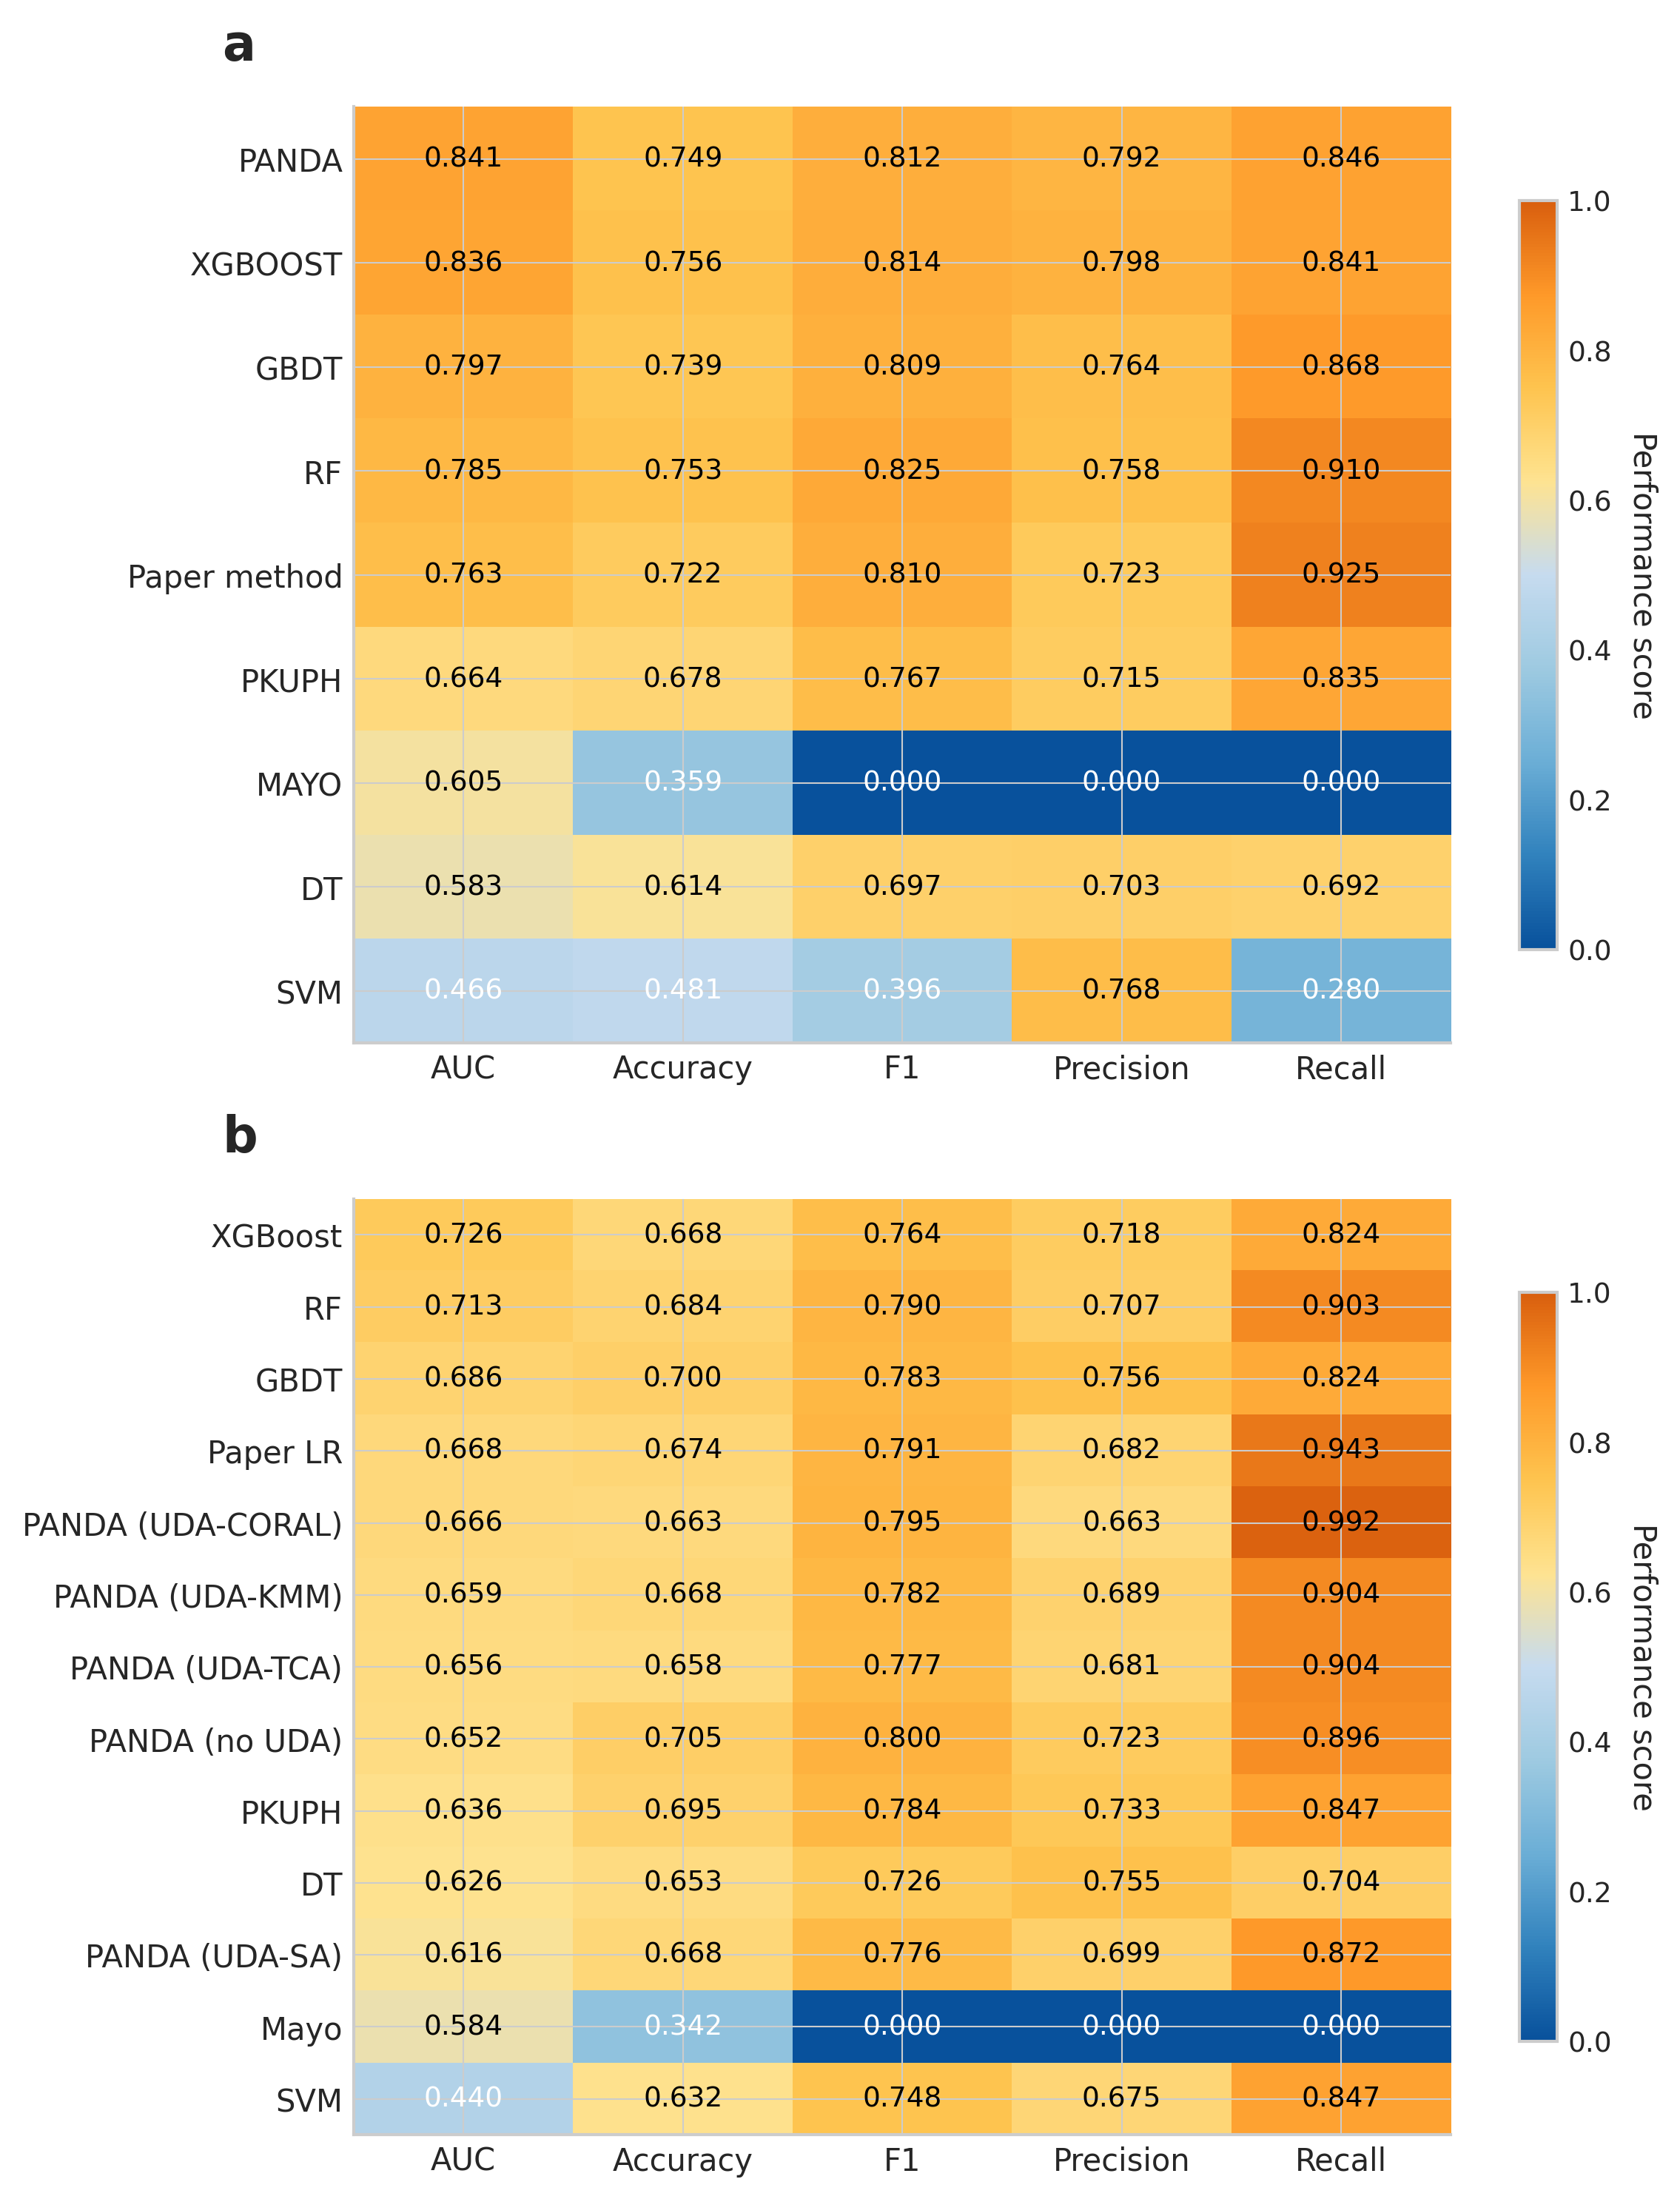 a
PANDA 0.841 0.749 0.812 0.792 0.846
XGBOOST 0.836 0.756 0.814 0.798 0.841
GBDT 0.797 0.739 0.809 0.764 0.868
RF 0.785 0.753 0.825 0.758 0.910
Paper method 0.763 0.722 0.810 0.723 0.925
PKUPH 0.664 0.678 0.767 0.715 0.835
MAYO 0.605 0.359 0.000 0.000 0.000
DT 0.583 0.614 0.697 0.703 0.692
SVM 0.466 0.481 0.396 0.768 0.280
AUC Accuracy F1 Precision Recall
1.0
0.8
0.6
0.4
0.2
0.0
Performance score
b
XGBoost 0.726 0.668 0.764 0.718 0.824
RF 0.713 0.684 0.790 0.707 0.903
GBDT 0.686 0.700 0.783 0.756 0.824
Paper LR 0.668 0.674 0.791 0.682 0.943
PANDA (UDA-CORAL) 0.666 0.663 0.795 0.663 0.992
PANDA (UDA-KMM) 0.659 0.668 0.782 0.689 0.904
PANDA (UDA-TCA) 0.656 0.658 0.777 0.681 0.904
PANDA (no UDA) 0.652 0.705 0.800 0.723 0.896
PKUPH 0.636 0.695 0.784 0.733 0.847
DT 0.626 0.653 0.726 0.755 0.704
PANDA (UDA-SA) 0.616 0.668 0.776 0.699 0.872
Mayo 0.584 0.342 0.000 0.000 0.000
SVM 0.440 0.632 0.748 0.675 0.847
AUC Accuracy F1 Precision Recall
1.0
0.8
0.6
0.4
0.2
0.0
Performance score